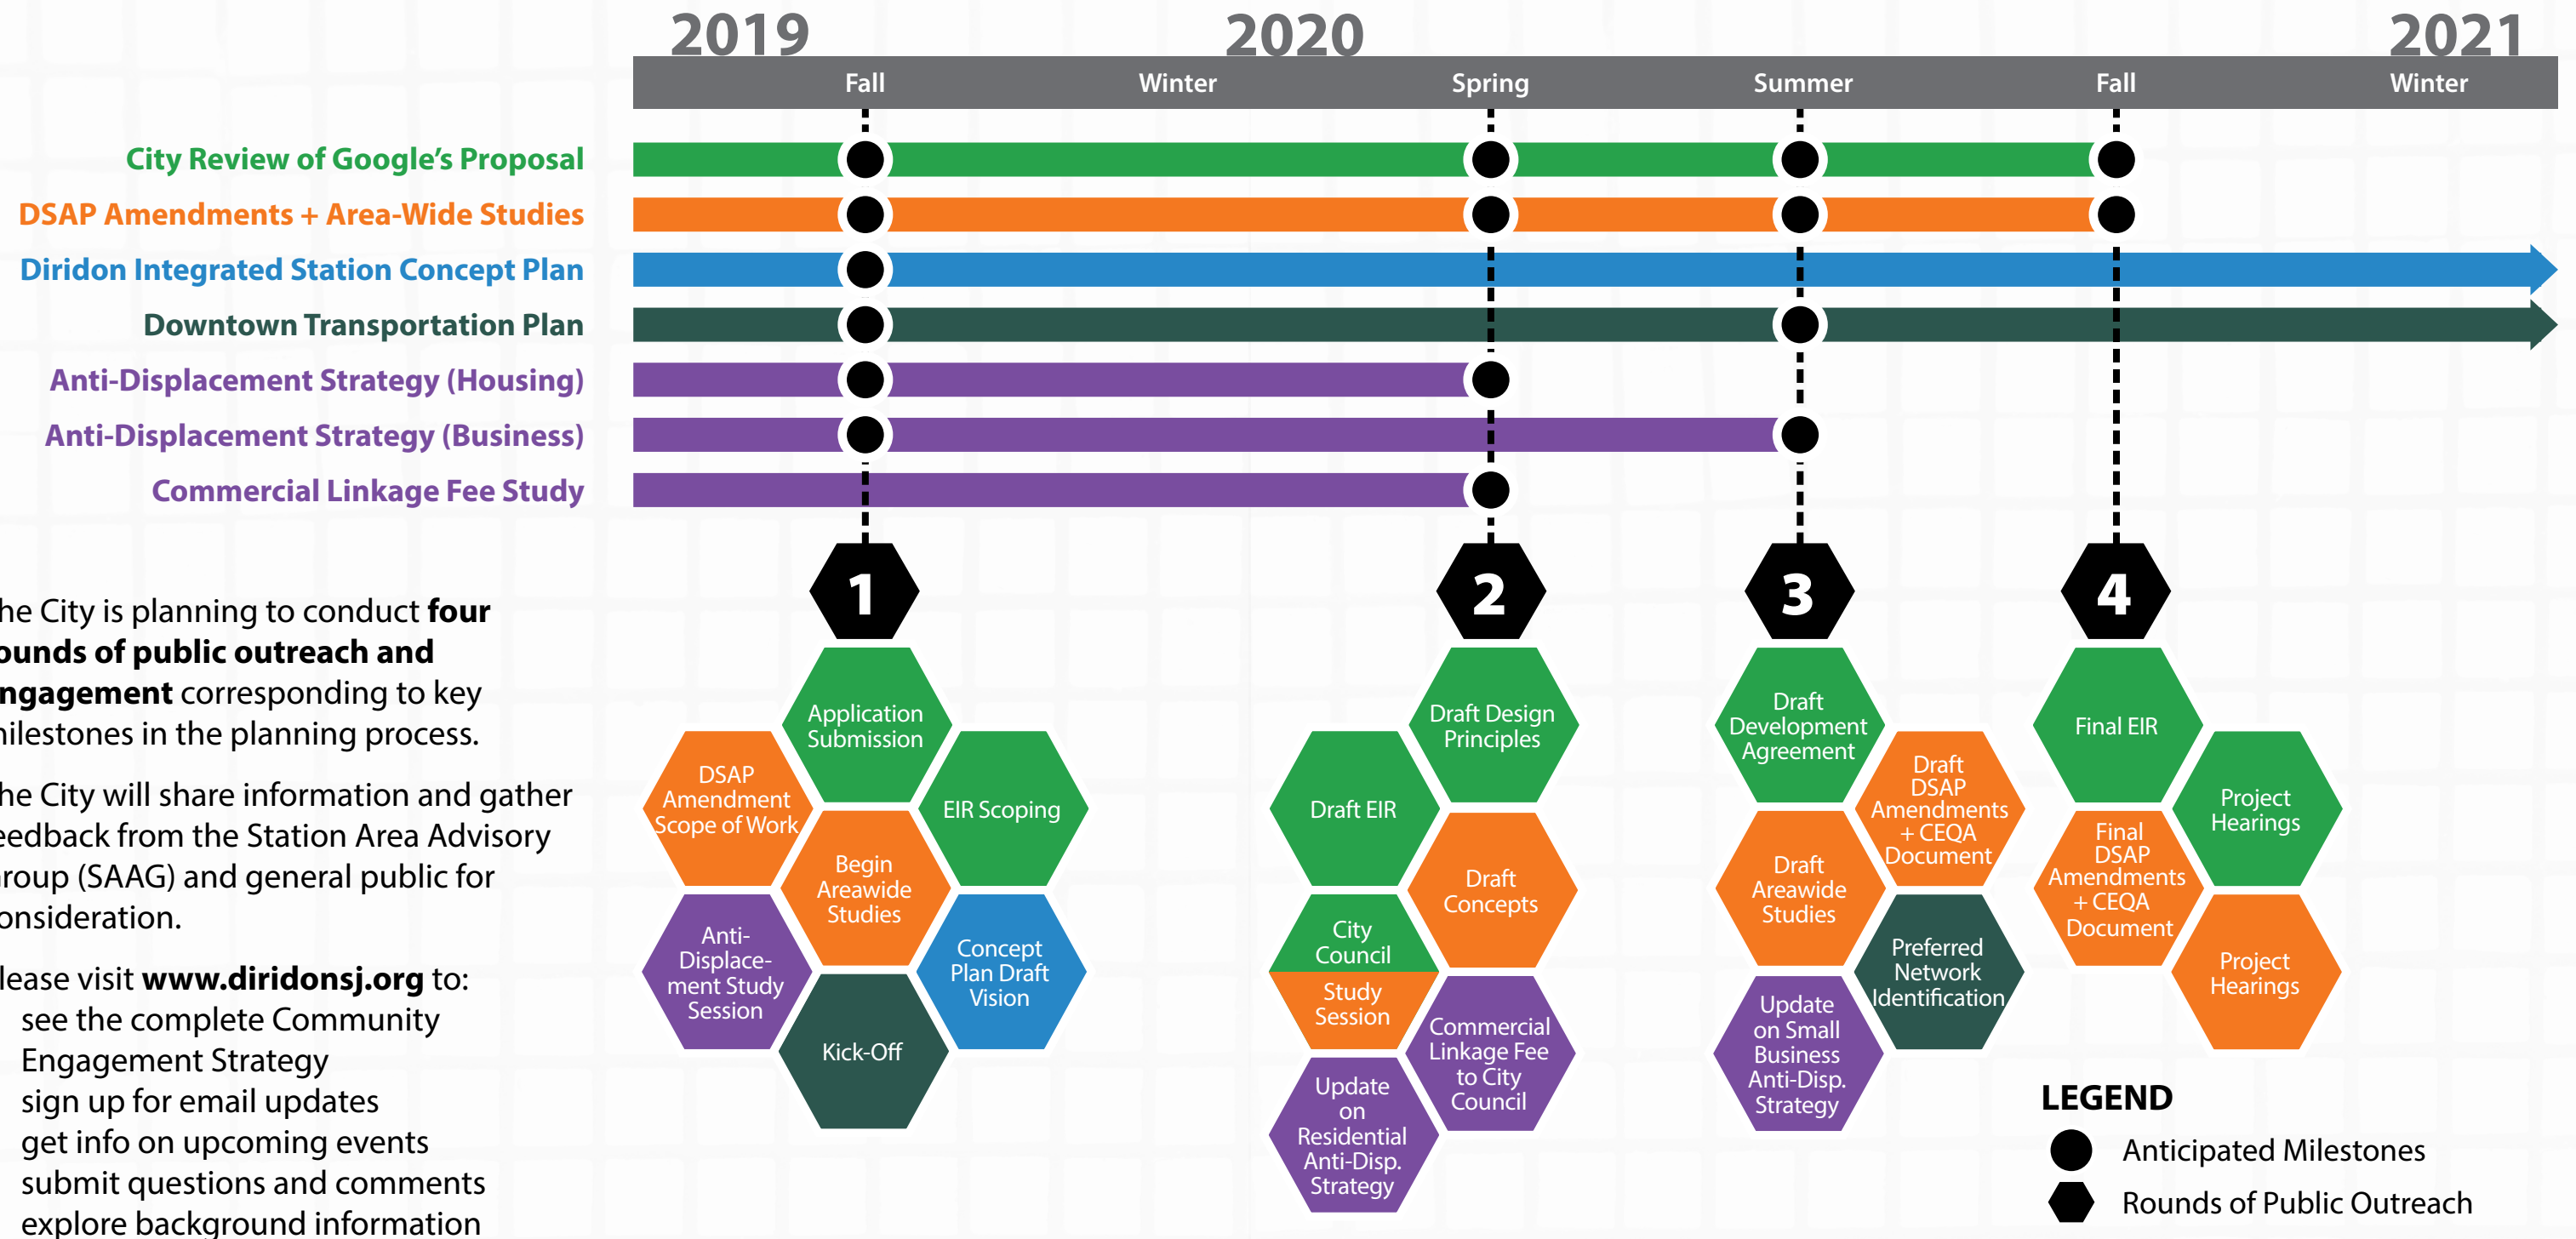 2019
2020
2021
Fall
Winter
Spring
Summer
Fall
Winter
City Review of Google's Proposal
DSAP Amendments + Area-Wide Studies
Diridon Integrated Station Concept Plan
Downtown Transportation Plan
Anti-Displacement Strategy (Housing)
Anti-Displacement Strategy (Business)
Commercial Linkage Fee Study
he City is planning to conduct four
ounds of public outreach and
ngagement corresponding to key
nilestones in the planning process.
he City will share information and gather
eedback from the Station Area Advisory
roup (SAAG) and general public for
onsideration.
lease visit www.diridonsj.org to:
see the complete Community
Engagement Strategy
sign up for email updates
get info on upcoming events
submit questions and comments
explore background information
1
Application
Submission
DSAP
Amendment
Scope of Work
EIR Scoping
Begin
Areawide
Studies
Anti-
Displace-
ment Study
Session
Concept
Plan Draft
Vision
Kick-Off
2
Draft Design
Principles
Draft EIR
Draft
Concepts
City
Council
Study
Session
Commercial
Linkage Fee
to City
Council
Update
on
Residential
Anti-Disp.
Strategy
3
Draft
Development
Agreement
Draft
DSAP
Amendments
+ CEQA
Document
Draft
Areawide
Studies
Preferred
Network
Identification
Update
on Small
Business
Anti-Disp.
Strategy
4
Final EIR
Project
Hearings
Final
DSAP
Amendments
+ CEQA
Document
Project
Hearings
LEGEND
Anticipated Milestones
Rounds of Public Outreach